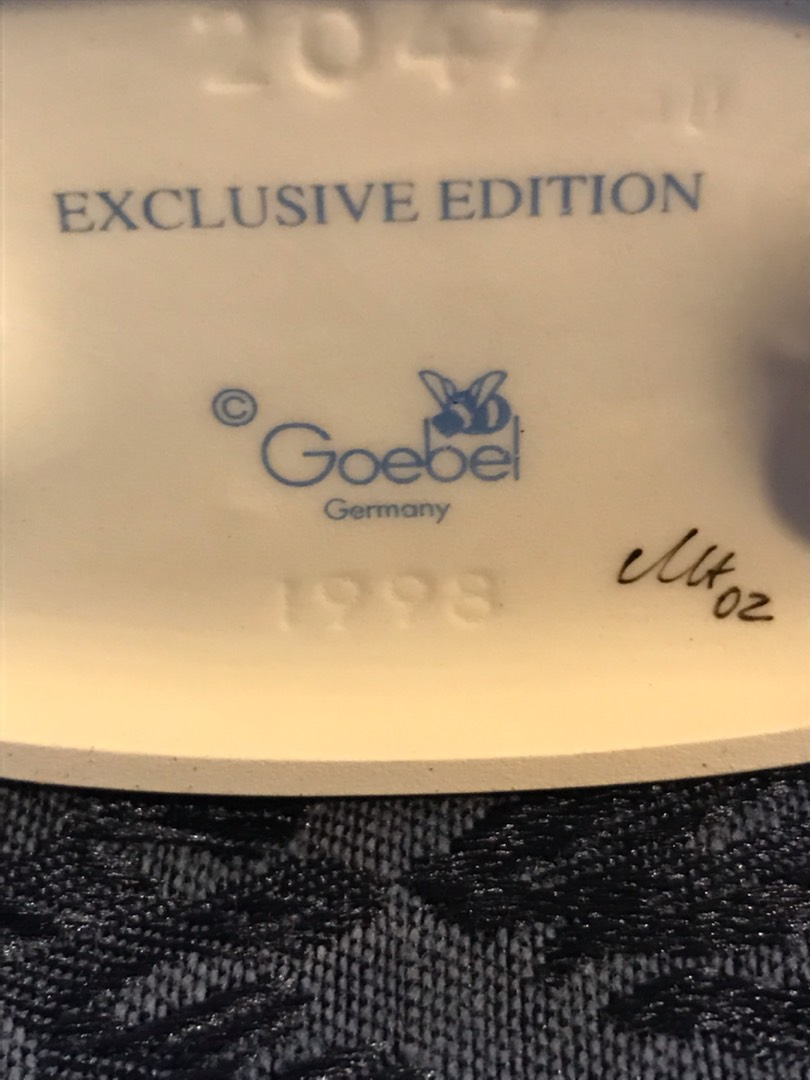 2047
EXCLUSIVE EDITION
©
Goebel
Germany
1998
02